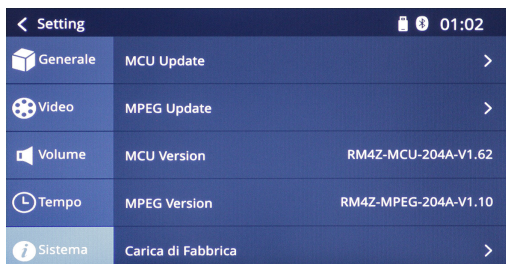 Setting 01:02
Generale MCU Update
Video MPEG Update
Volume MCU Version RM4Z-MCU-204A-V1.62
Tempo MPEG Version RM4Z-MPEG-204A-V1.10
Sistema Carica di Fabbrica